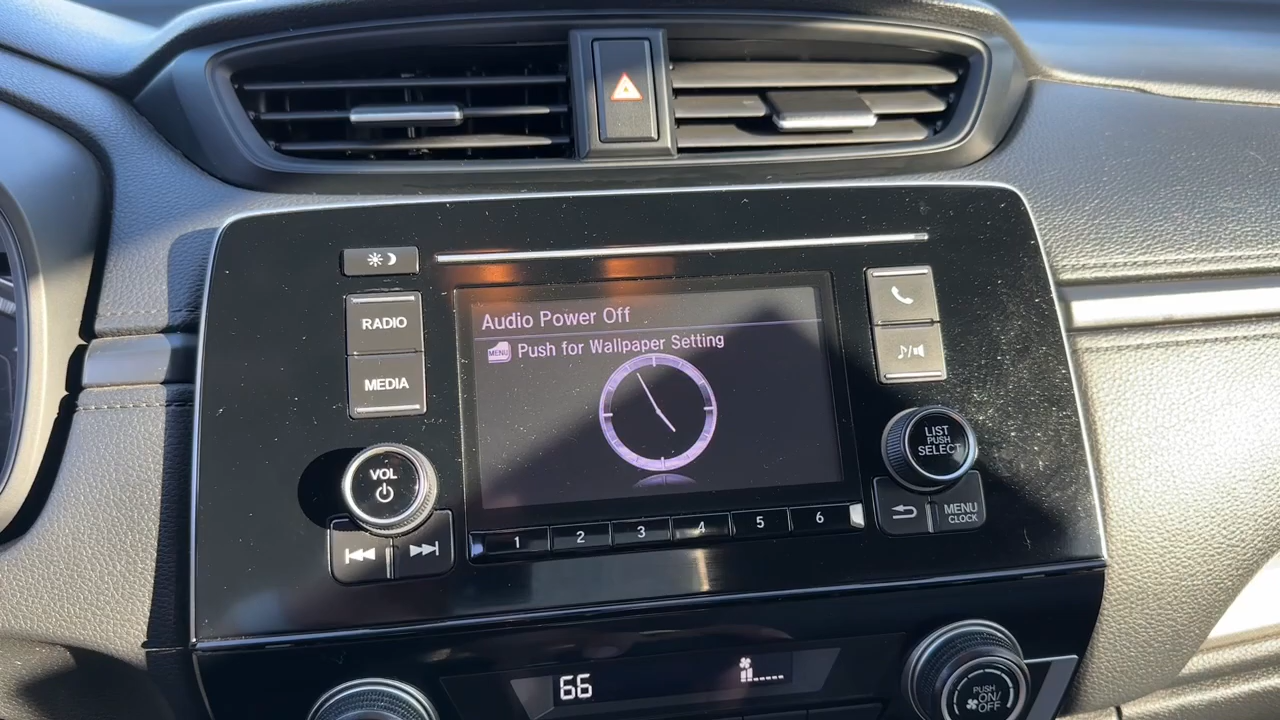 RADIO
MEDIA
VOL
Audio Power Off
MENU Push for Wallpaper Setting
LIST
PUSH
SELECT
MENU
CLOCK
1 2 3 4 5 6
66
PUSH
ON/
OFF